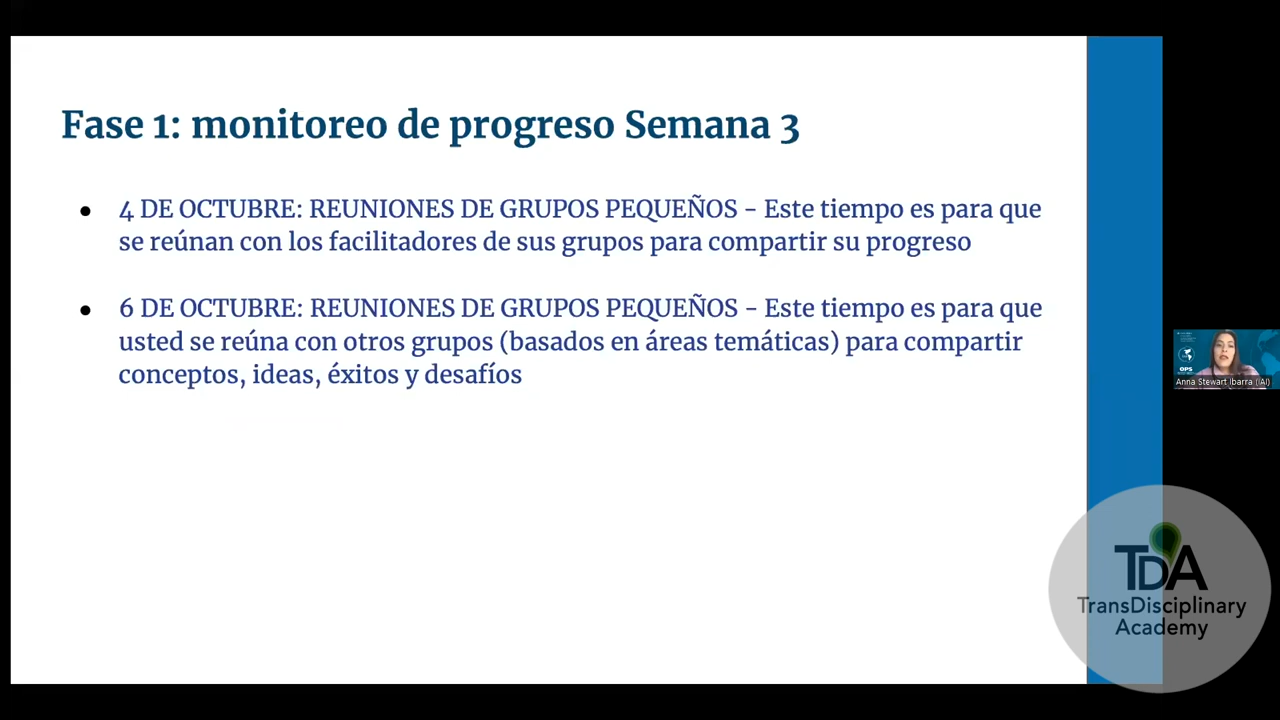 Fase 1: monitoreo de progreso Semana 3
● 4 DE OCTUBRE: REUNIONES DE GRUPOS PEQUEÑOS - Este tiempo es para que
se reúnan con los facilitadores de sus grupos para compartir su progreso
● 6 DE OCTUBRE: REUNIONES DE GRUPOS PEQUEÑOS - Este tiempo es para que
usted se reúna con otros grupos (basados en áreas temáticas) para compartir
conceptos, ideas, éxitos y desafíos
OPS
Anna Stewart Ibarra (IAI)
TDA
TransDisciplinary
Academy